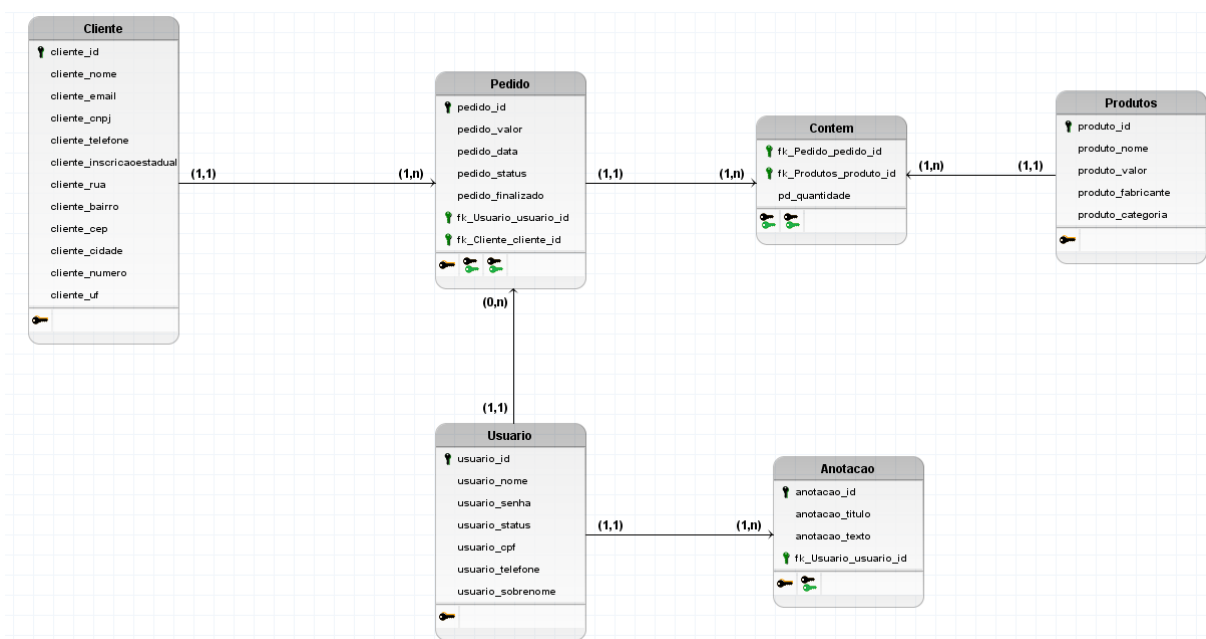 Cliente
cliente_id
cliente_nome
cliente_email
cliente_cnpj
cliente_telefone
cliente_inscricaoestadual
cliente_rua
cliente_bairro
cliente_cep
cliente_cidade
cliente_numero
cliente_uf
(1,1)
(1,n)
Pedido
pedido_id
pedido_valor
pedido_data
pedido_status
pedido_finalizado
fk_Usuario_usuario_id
fk_Cliente_cliente_id
(1,1)
(1,n)
Contem
fk_Pedido_pedido_id
fk_Produtos_produto_id
pd_quantidade
(1,n)
(1,1)
Produtos
produto_id
produto_nome
produto_valor
produto_fabricante
produto_categoria
(0,n)
(1,1)
Usuario
usuario_id
usuario_nome
usuario_senha
usuario_status
usuario_cpf
usuario_telefone
usuario_sobrenome
(1,1)
(1,n)
Anotacao
anotacao_id
anotacao_titulo
anotacao_texto
fk_Usuario_usuario_id